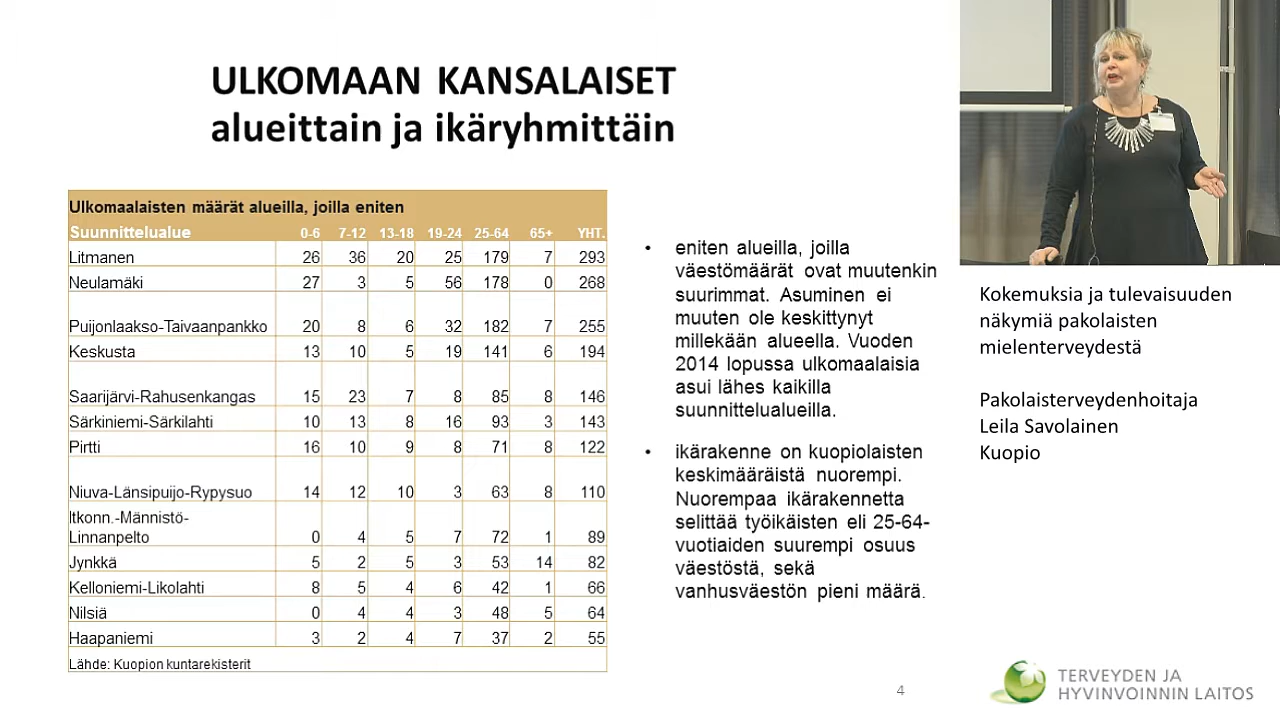 ULKOMAAN KANSALAISET
alueittain ja ikäryhmittäin
Ulkomaalaisten määrät alueilla, joilla eniten
Suunnittelualue 0-6 7-12 13-18 19-24 25-64 65+ YHT.
Litmanen 26 36 20 25 179 7 293
Neulamäki 27 3 5 56 178 0 268
Puijonlaakso-Taivaanpankko 20 8 6 32 182 7 255
Keskusta 13 10 5 19 141 6 194
Saarijärvi-Rahusenkangas 15 23 7 8 85 8 146
Särkiniemi-Särkilahti 10 13 8 16 93 3 143
Pirtti 16 10 9 8 71 8 122
Niuva-Länsipuijo-Rypysuo 14 12 10 3 63 8 110
Itkonn.-Männistö-
Linnanpelto 0 4 5 7 72 1 89
Jynkkä 5 2 5 3 53 14 82
Kelloniemi-Likolahti 8 5 4 6 42 1 66
Nilsiä 0 4 4 3 48 5 64
Haapaniemi 3 2 4 7 37 2 55
Lähde: Kuopion kuntarekisterit
• eniten alueilla, joilla
väestömäärät ovat muutenkin
suurimmat. Asuminen ei
muuten ole keskittynyt
millekään alueella. Vuoden
2014 lopussa ulkomaalaisia
asui lähes kaikilla
suunnittelualueilla.
• ikärakenne on kuopiolaisten
keskimääräistä nuorempi.
Nuorempaa ikärakennetta
selittää työikäisten eli 25-64-
vuotiaiden suurempi osuus
väestöstä, sekä
vanhusväestön pieni määrä.
Kokemuksia ja tulevaisuuden
näkymiä pakolaisten
mielenterveydestä
Pakolaisterveydenhoitaja
Leila Savolainen
Kuopio
4
TERVEYDEN JA
HYVINVOINNIN LAITOS